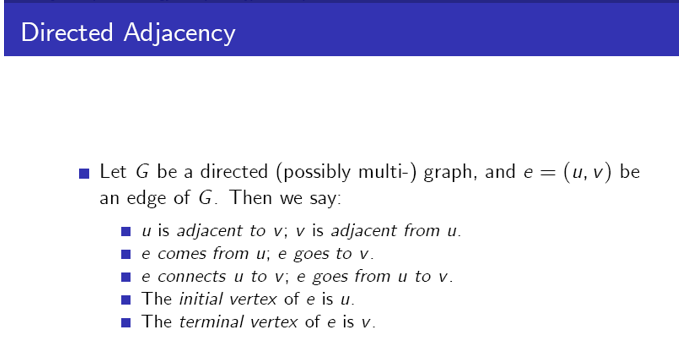 Directed Adjacency
Let G be a directed (possibly multi-) graph, and e = (u, v) be
an edge of G. Then we say:
u is adjacent to v; v is adjacent from u.
e comes from u; e goes to v.
e connects u to v; e goes from u to v.
The initial vertex of e is u.
The terminal vertex of e is v.